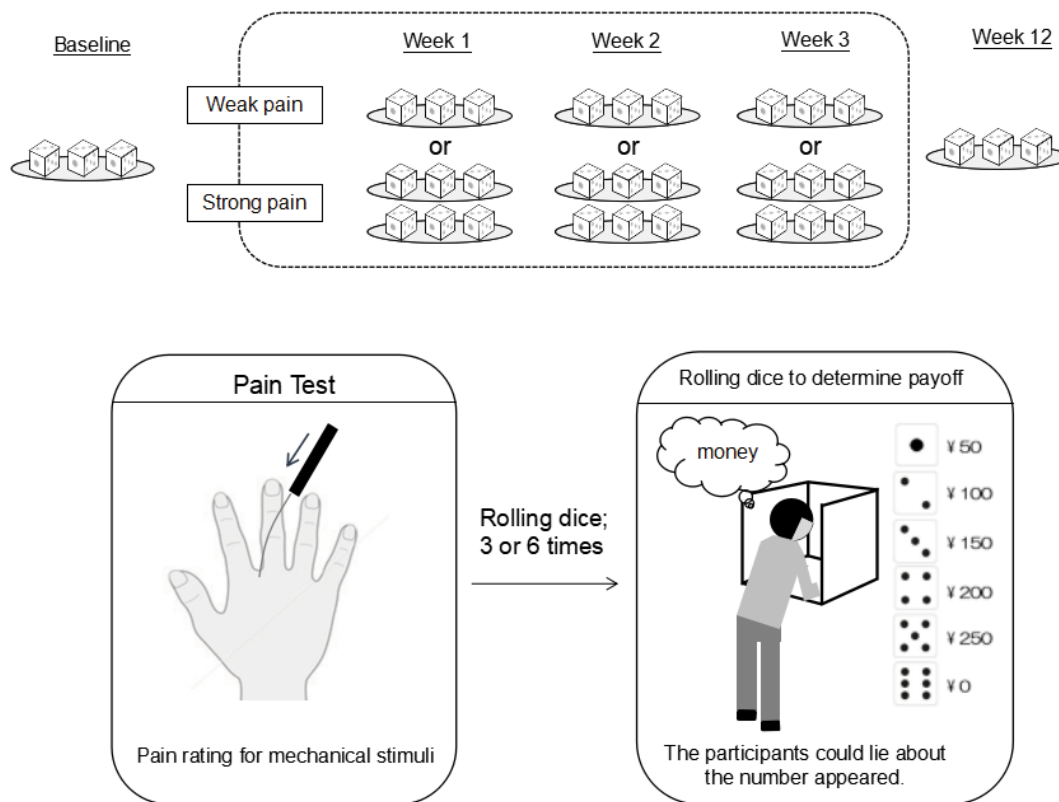 Baseline
Week 1
Week 2
Week 3
Week 12
Weak pain
or
or
or
Strong pain
Pain Test
Pain rating for mechanical stimuli
Rolling dice;
3 or 6 times
Rolling dice to determine payoff
money
¥ 50
¥ 100
¥ 150
¥ 200
¥ 250
¥ 0
The participants could lie about
the number appeared.